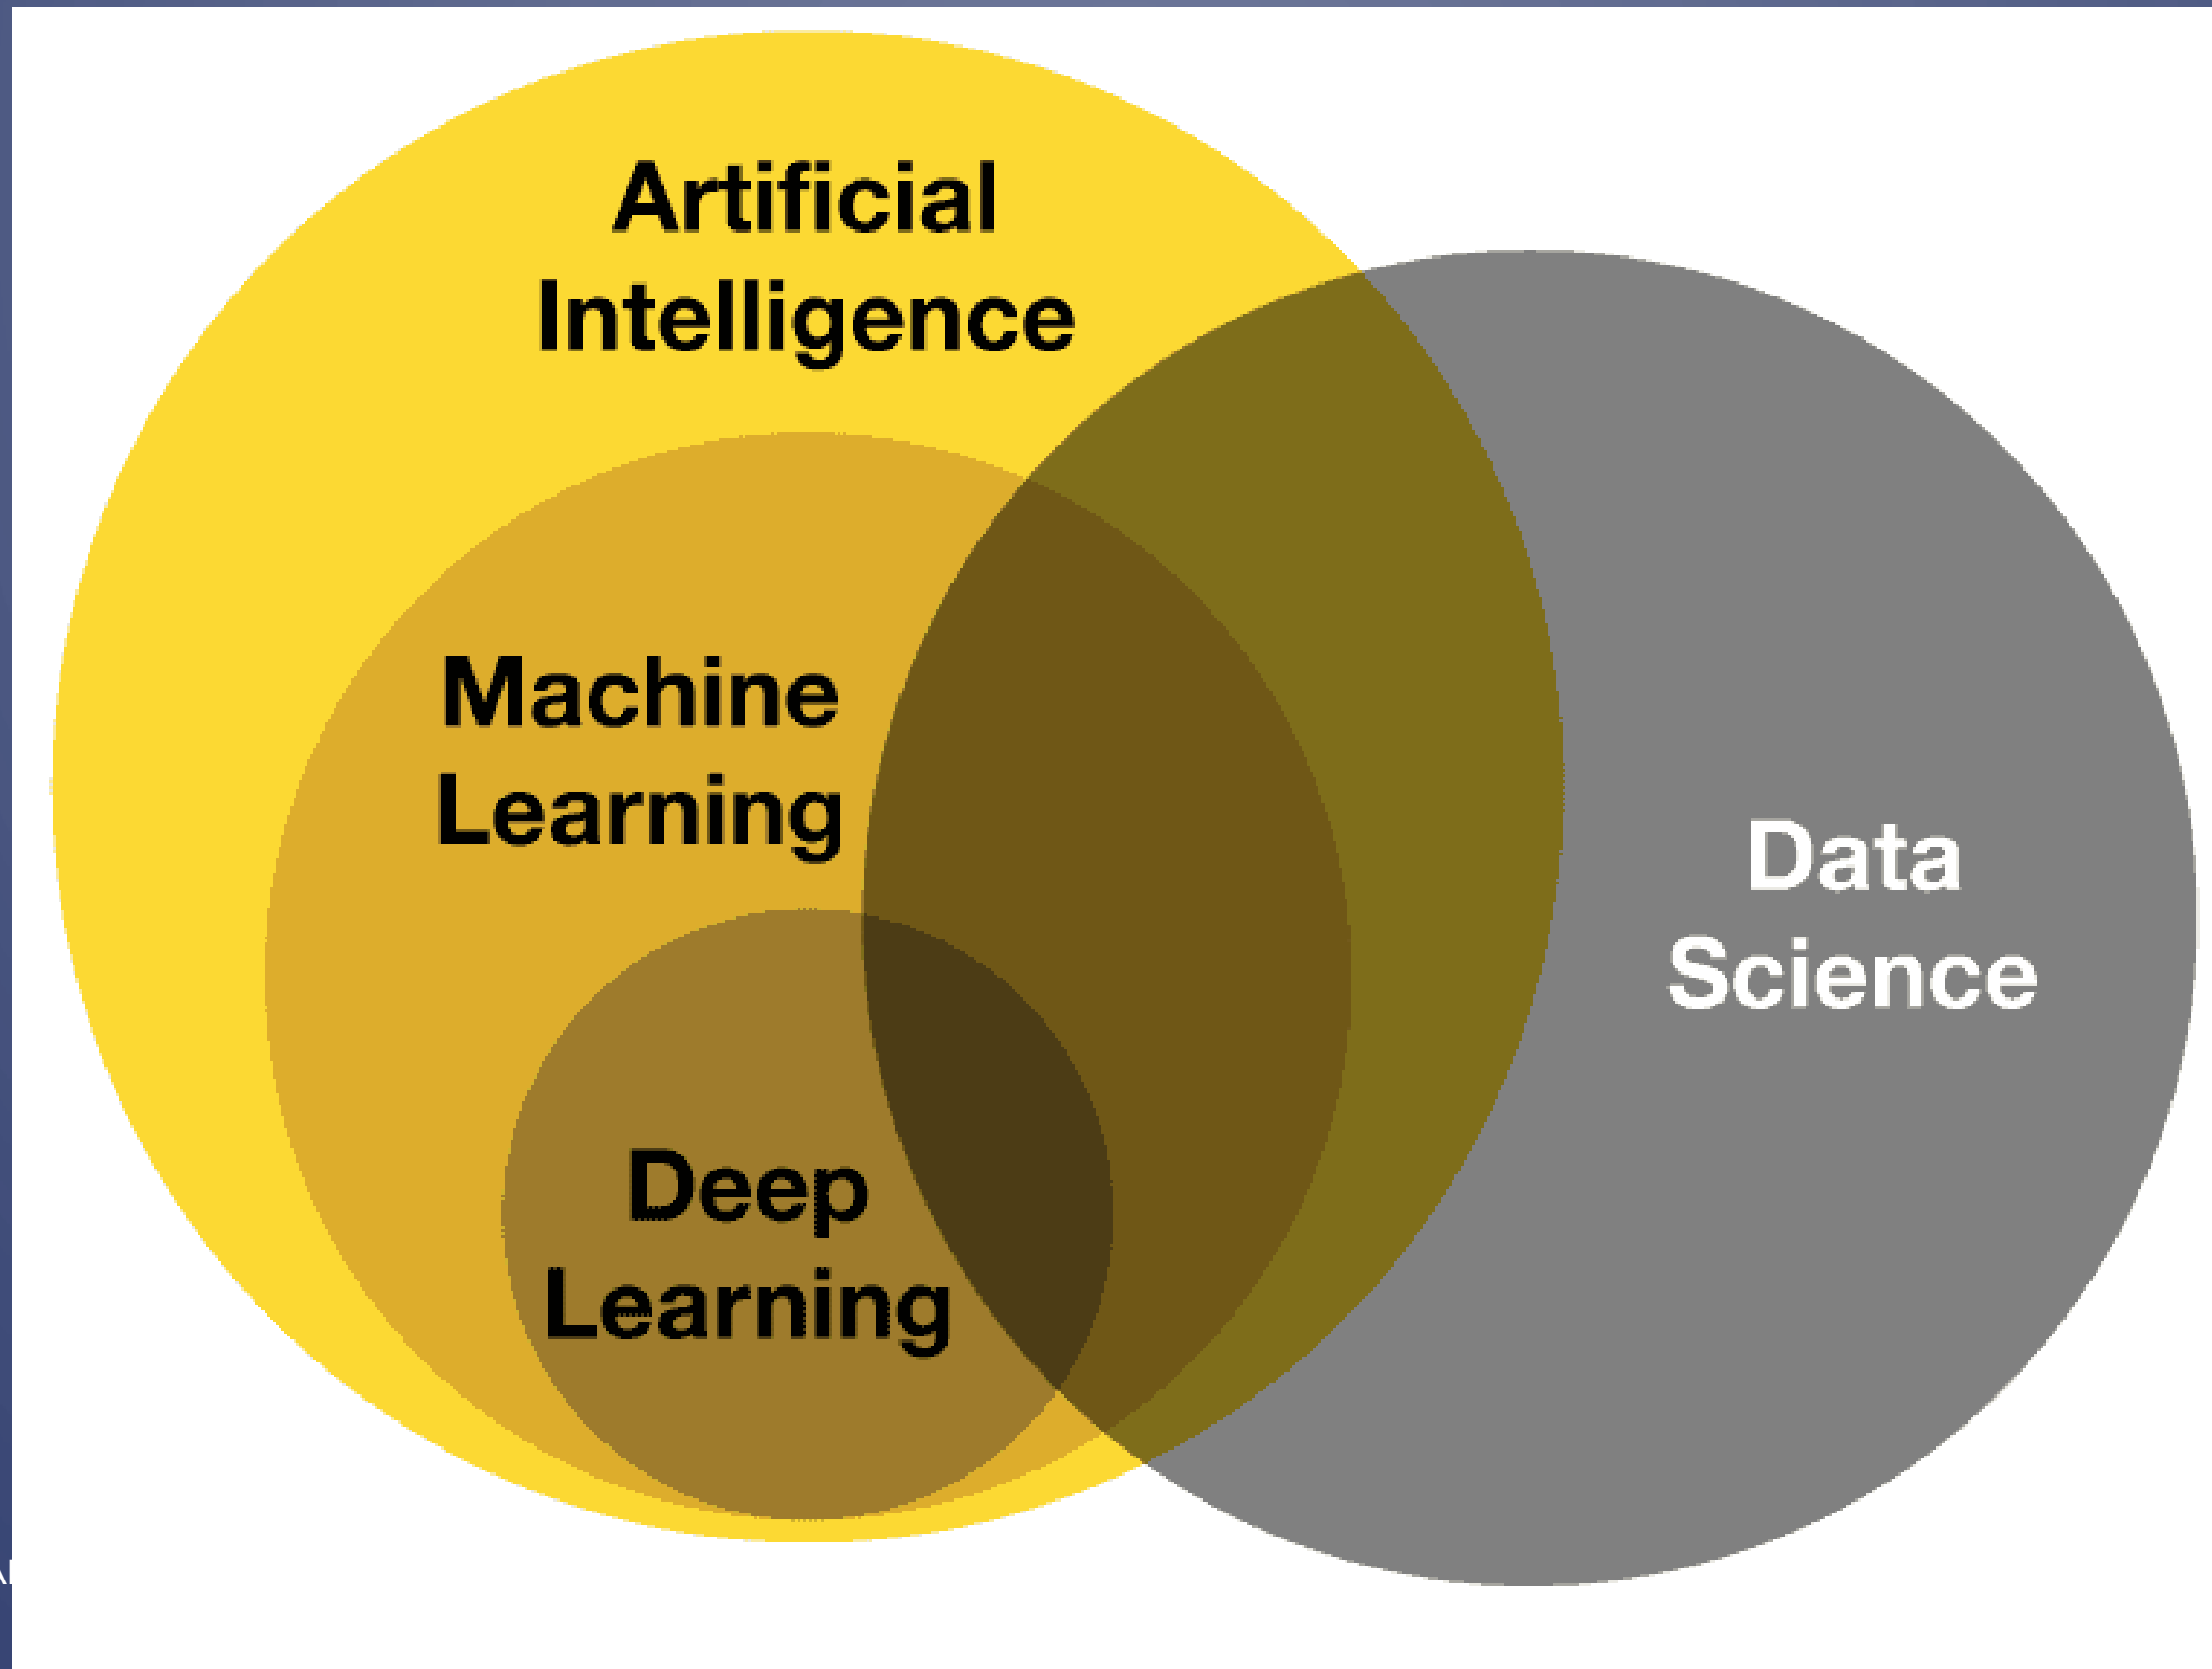 Artificial
Intelligence
Machine
Learning
Deep
Learning
Data
Science